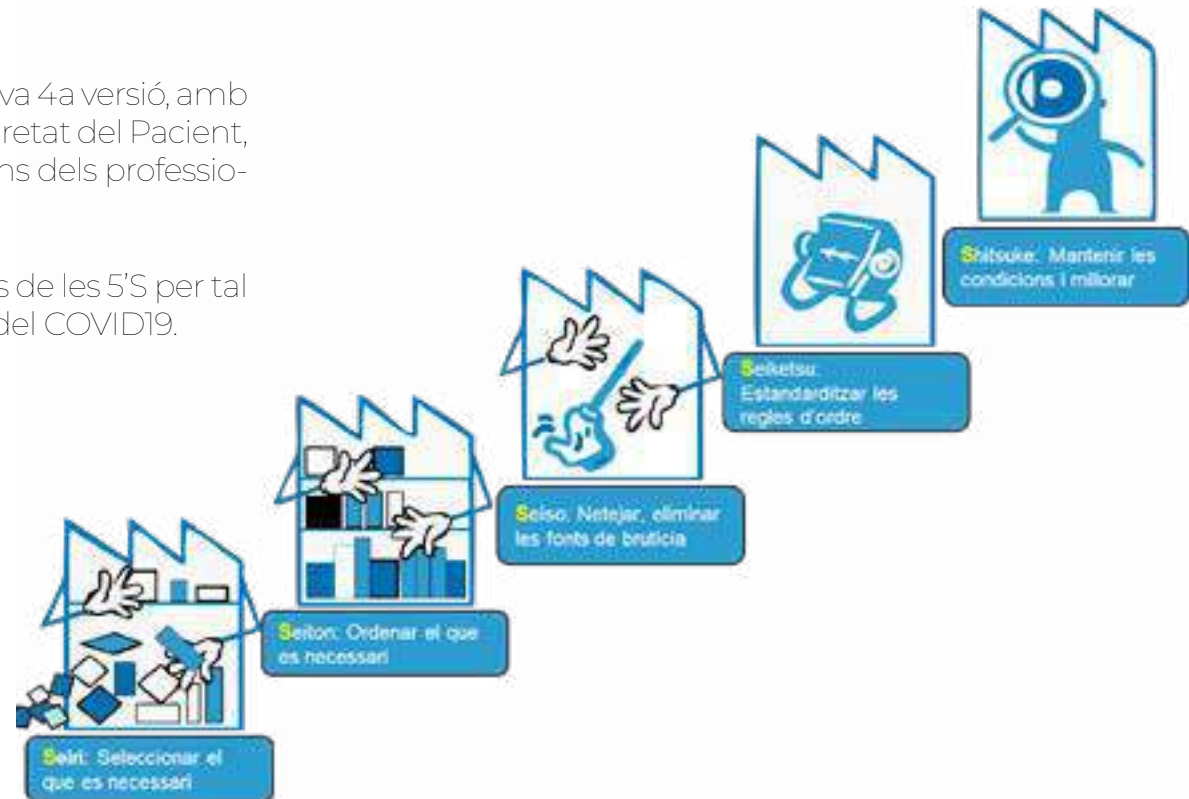 va 4a versió, amb
retat del Pacient,
ns dels professio-
s de les 5'S per tal
del COVID19.
Shitsuke: Mantenir les
condicions i millorar
Seiketsu:
Estandarditzar les
regles d'ordre
Seiso: Netejar, eliminar
les fonts de brutícia
Seiton: Ordenar el que
es necessari
Seiri: Seleccionar el
que es necessari